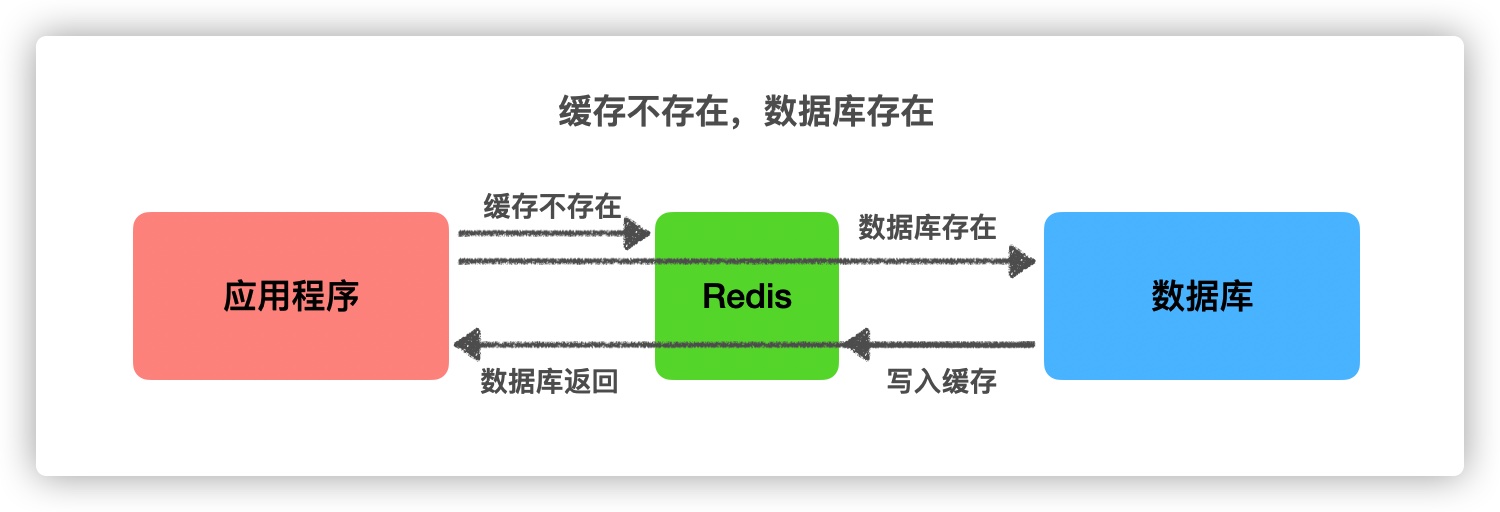 缓存不存在，数据库存在
缓存不存在
数据库存在
应用程序
Redis
数据库
数据库返回
写入缓存